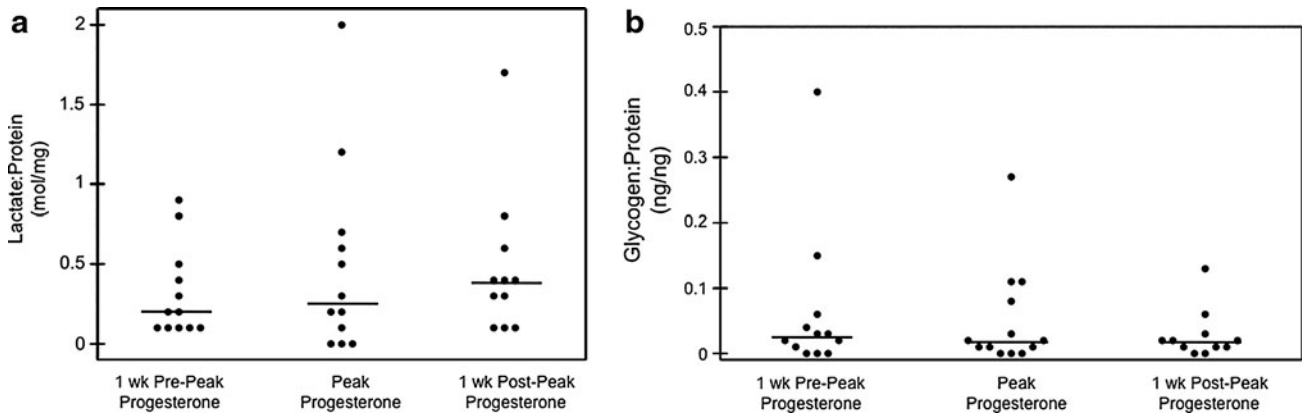 a
Lactate:Protein
(mol/mg)
2
1.5
1
0.5
0
1 wk Pre-Peak
Progesterone
Peak
Progesterone
1 wk Post-Peak
Progesterone
b
Glycogen:Protein
(ng/ng)
0.5
0.4
0.3
0.2
0.1
0
1 wk Pre-Peak
Progesterone
Peak
Progesterone
1 wk Post-Peak
Progesterone